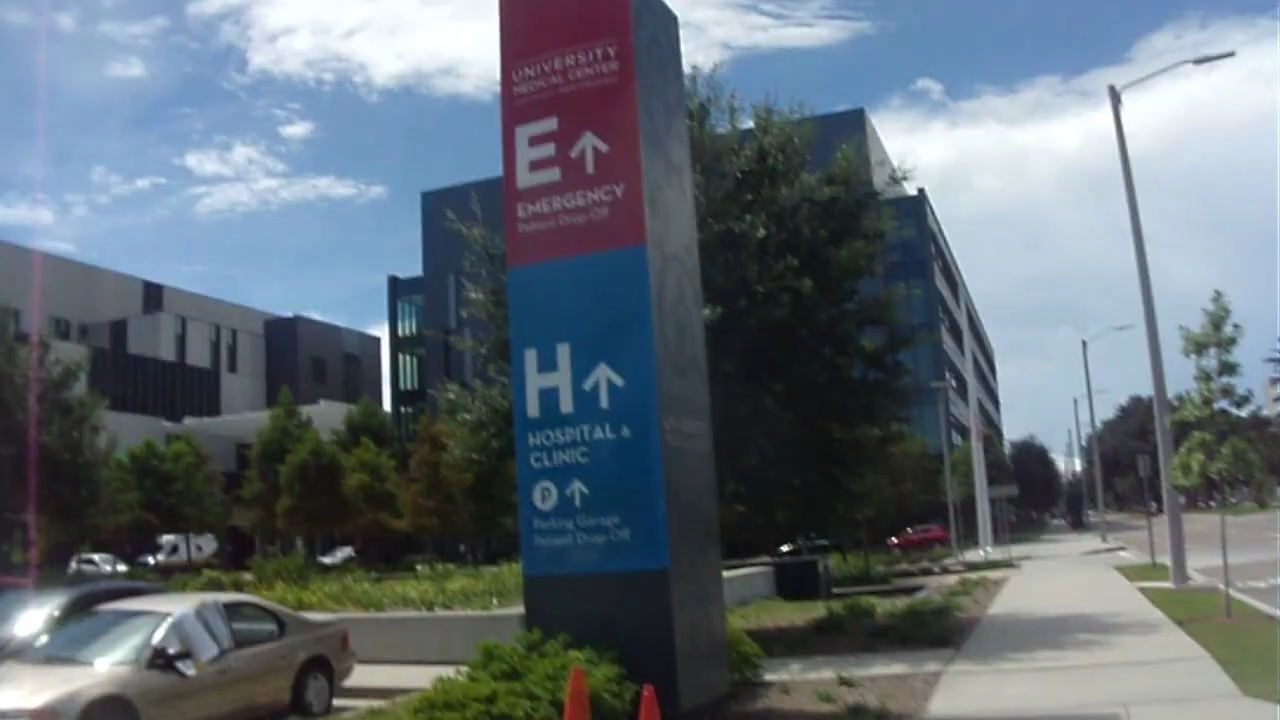 UNIVERSITY
MEDICAL CENTER
E ↑
EMERGENCY
Patient Drop-Off
H ↑
HOSPITAL &
CLINIC
P ↑
Parking Garage
Patient Drop-Off